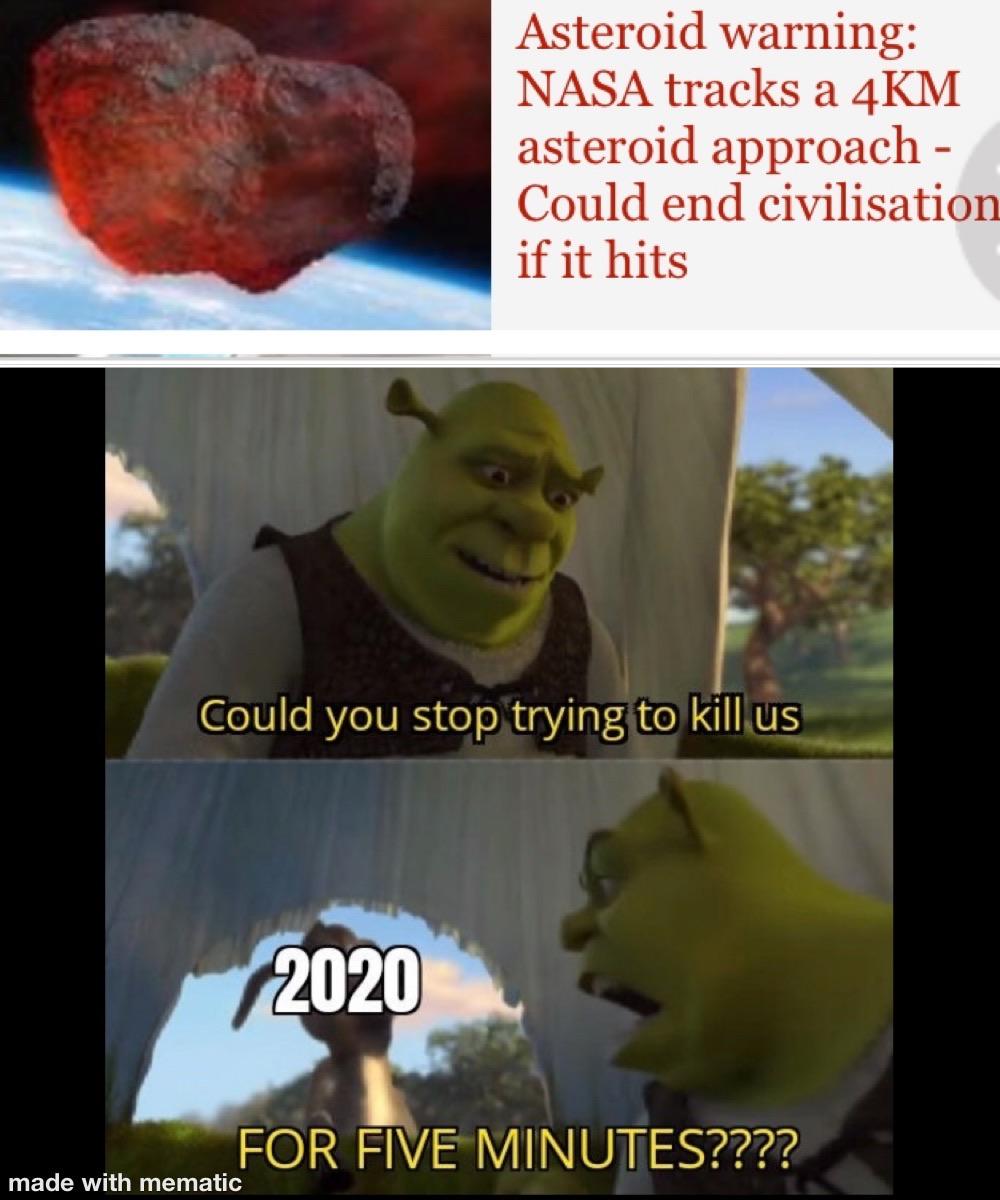 Asteroid warning:
NASA tracks a 4KM
asteroid approach -
Could end civilisation
if it hits
Could you stop trying to kill us
2020
FOR FIVE MINUTES????
made with mematic